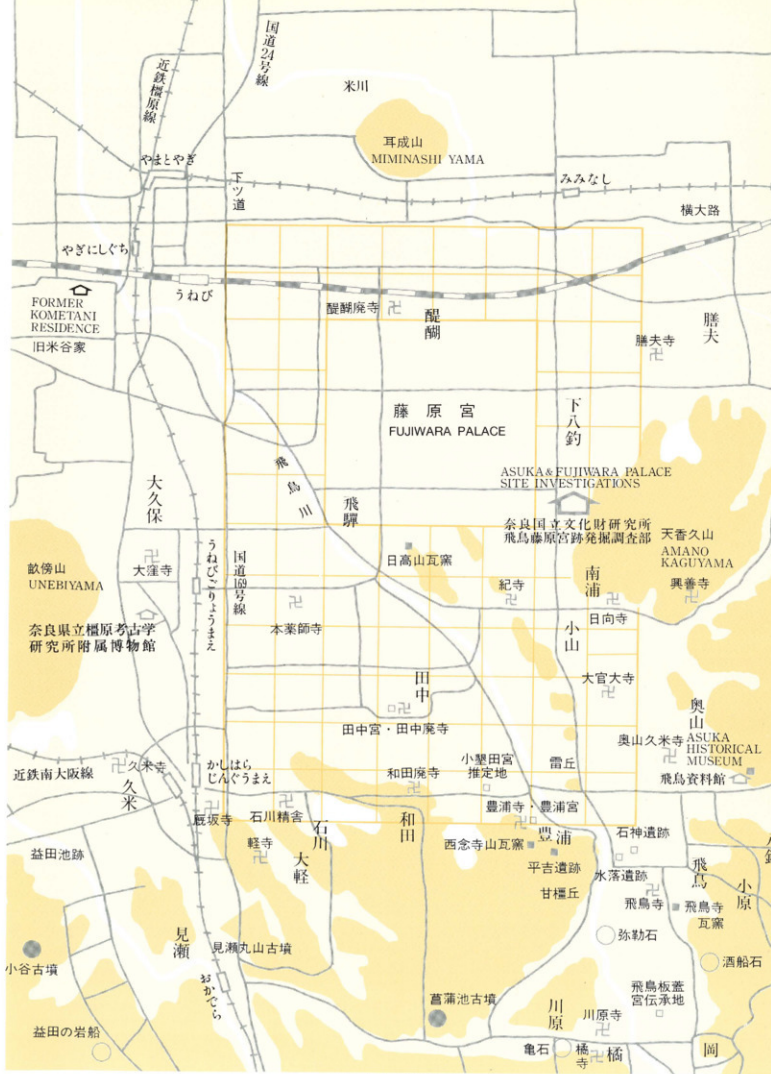 国道24号線
近鉄橿原線
米川
耳成山
MIMINASHI YAMA
やまとやぎ
下ツ道
みみなし
横大路
やぎにしぐち
うねび
FORMER
KOMETANI
RESIDENCE
旧米谷家
醍醐廃寺
醍醐
膳夫
膳夫寺
藤原宮
FUJIWARA PALACE
下八釣
飛鳥川
飛驒
ASUKA & FUJIWARA PALACE
SITE INVESTIGATIONS
奈良国立文化財研究所
飛鳥藤原宮跡発掘調査部
天香久山
AMANO
KAGUYAMA
興善寺
大久保
畝傍山
UNEBIYAMA
大窪寺
うねびごりょうまえ
国道169号線
日高山瓦窯
紀寺
南浦
日向寺
小山
奈良県立橿原考古学
研究所附属博物館
本薬師寺
田中
大官大寺
田中宮・田中廃寺
奥山
奥山久米寺
ASUKA
HISTORICAL
MUSEUM
飛鳥資料館
近鉄南大阪線
久米寺
久米
かしはら
じんぐうまえ
和田廃寺
小墾田宮
推定地
雷丘
厩坂寺
石川精舎
石川
軽寺
大軽
和田
豊浦寺・豊浦宮
豊浦
西念寺山瓦窯
平吉遺跡
甘樫丘
石神遺跡
水落遺跡
飛鳥
飛鳥寺
飛鳥寺
瓦窯
小原
益田池跡
見瀬
見瀬丸山古墳
おかでら
小谷古墳
益田の岩船
弥勒石
酒船石
菖蒲池古墳
飛鳥板蓋
宮伝承地
川原
川原寺
亀石
橘寺
橘
岡